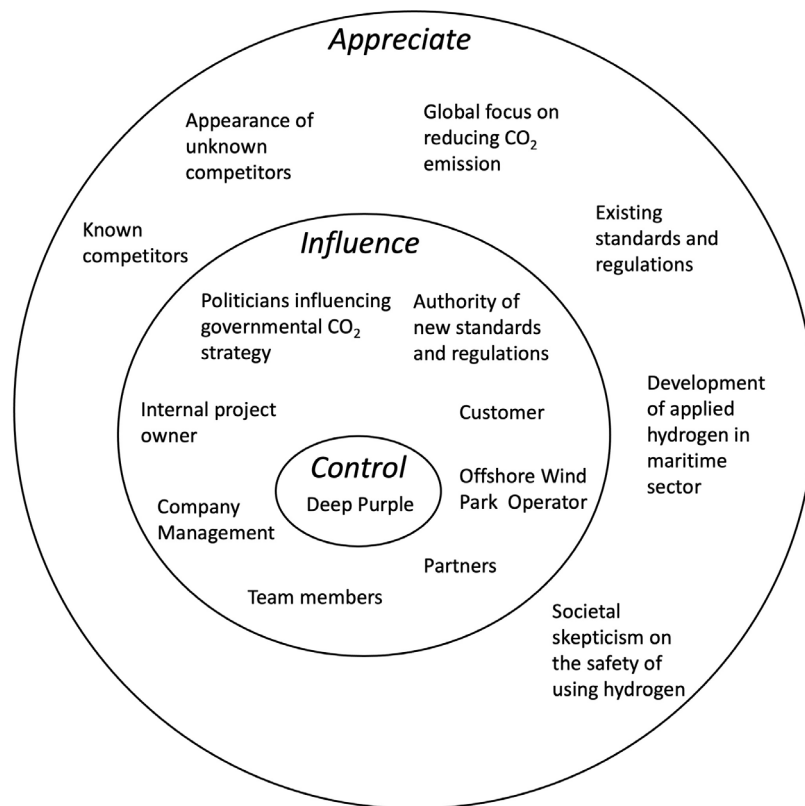 Appreciate
Appearance of
unknown
competitors
Global focus on
reducing CO₂
emission
Known
competitors
Existing
standards and
regulations
Influence
Politicians influencing
governmental CO₂
strategy
Authority of
new standards
and regulations
Development
of applied
hydrogen in
maritime
sector
Internal project
owner
Customer
Control
Deep Purple
Offshore Wind
Park Operator
Company
Management
Partners
Team members
Societal
skepticism on
the safety of
using hydrogen